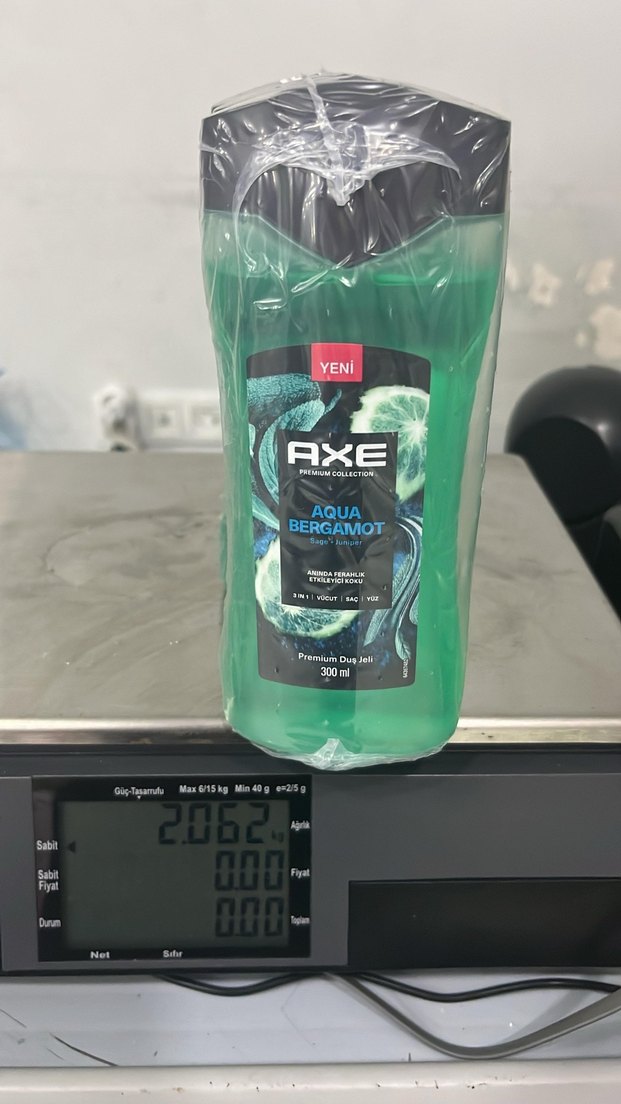 YENİ
AXE
PREMIUM COLLECTION
AQUA
BERGAMOT
Sage • Juniper
ANINDA FERAHLIK
ETKİLEYİCİ KOKU
3 IN 1 | VÜCUT | SAÇ | YÜZ
Premium Duş Jeli
300 ml
Güç-Tasarrufu Max 6/15 kg Min 40 g e=2/5 g
2.062 kg Ağırlık
Sabit
Sabit Fiyat 0.00 Fiyat
Durum 0.00 Toplam
Net Sıfır